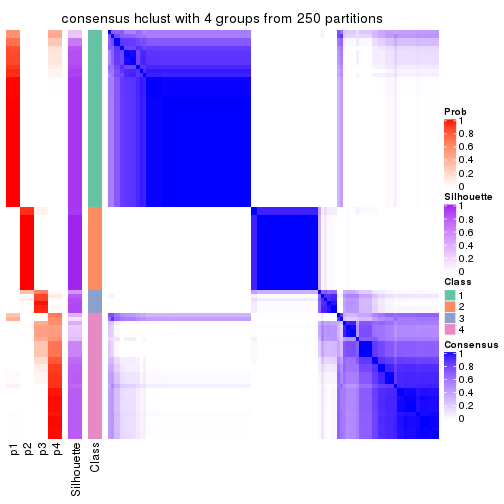 consensus hclust with 4 groups from 250 partitions
Prob
1
0.8
0.6
0.4
0.2
0
Silhouette
1
0.8
0.6
0.4
0.2
0
Class
1
2
3
4
Consensus
1
0.8
0.6
0.4
0.2
0
p1
p2
p3
p4
Silhouette
Class